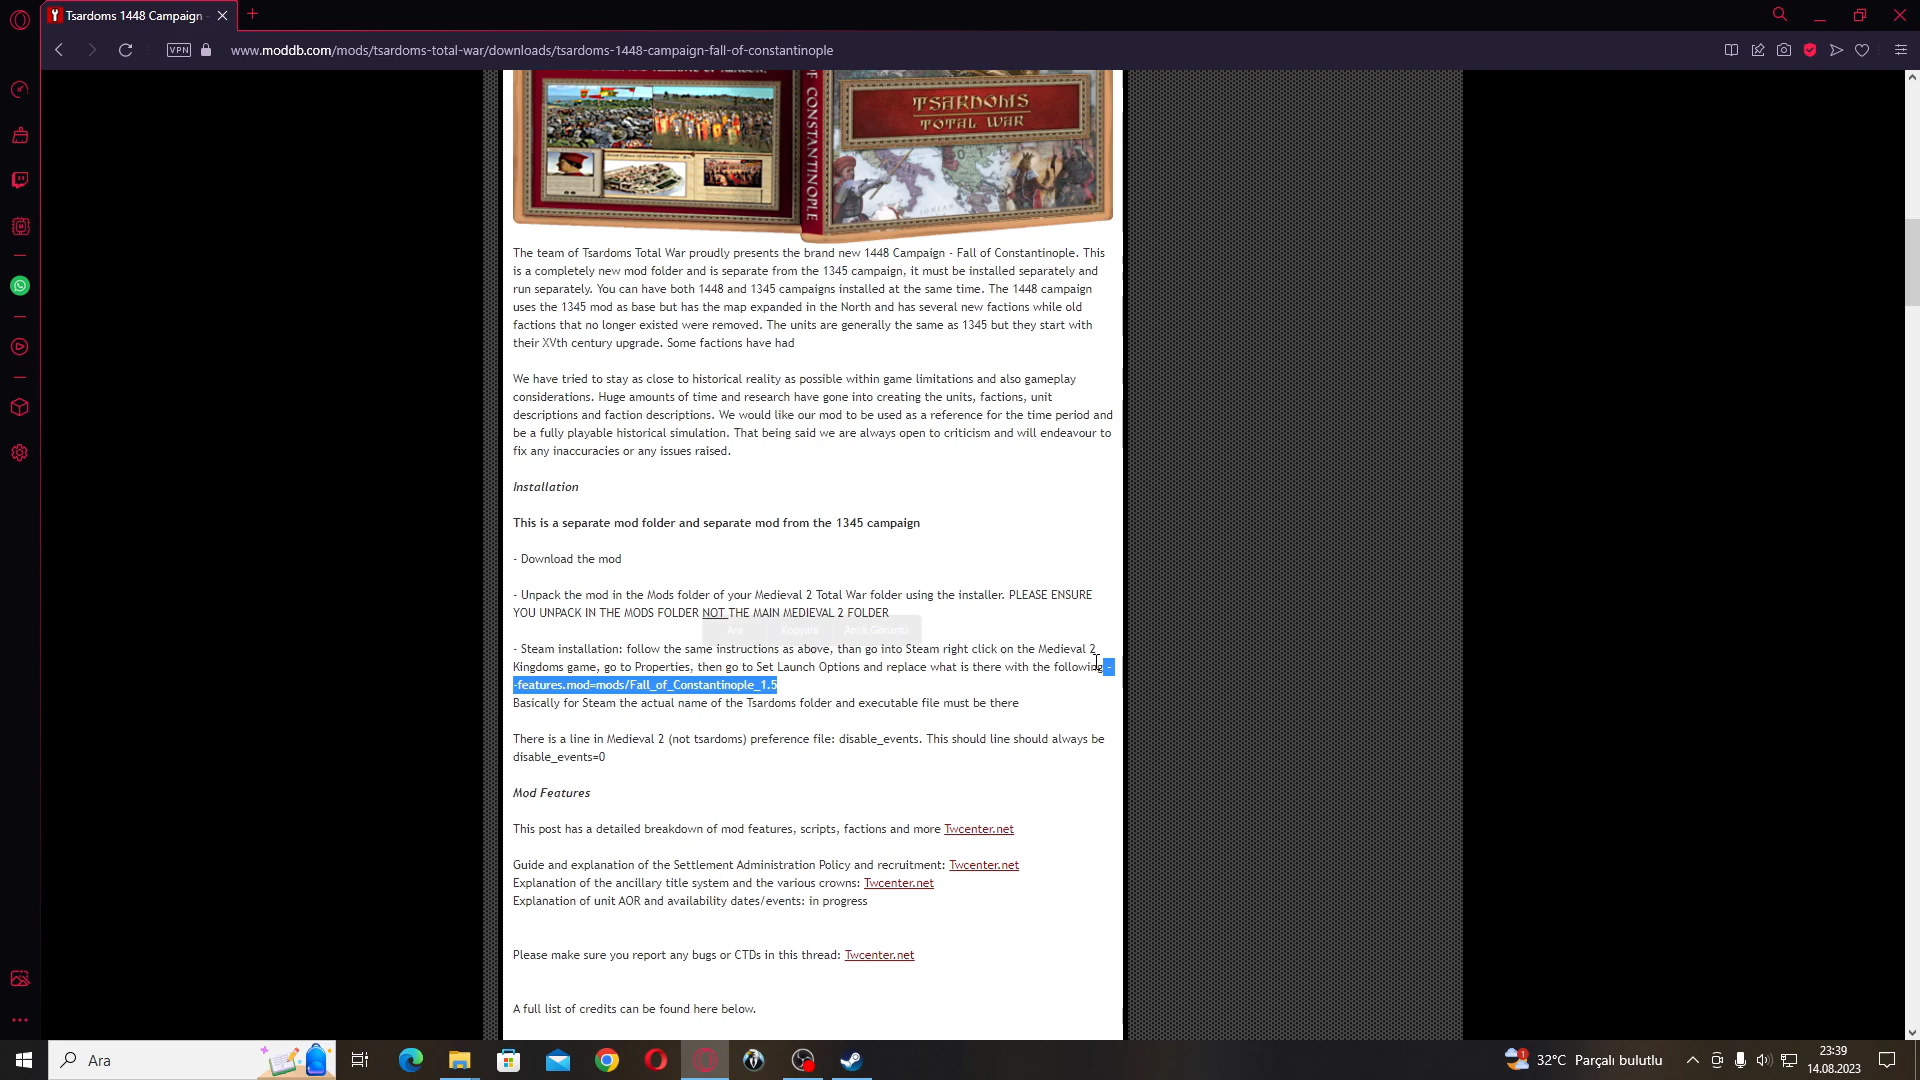 Tsardoms 1448 Campaign
VPN
www.moddb.com/mods/tsardoms-total-war/downloads/tsardoms-1448-campaign-fall-of-constantinople
OF CONSTANTINOPLE
TSARDOMS
TOTAL WAR
The team of Tsardoms Total War proudly presents the brand new 1448 Campaign - Fall of Constantinople. This
is a completely new mod folder and is separate from the 1345 campaign, it must be installed separately and
run separately. You can have both 1448 and 1345 campaigns installed at the same time. The 1448 campaign
uses the 1345 mod as base but has the map expanded in the North and has several new factions while old
factions that no longer existed were removed. The units are generally the same as 1345 but they start with
their XVth century upgrade. Some factions have had
We have tried to stay as close to historical reality as possible within game limitations and also gameplay
considerations. Huge amounts of time and research have gone into creating the units, factions, unit
descriptions and faction descriptions. We would like our mod to be used as a reference for the time period and
be a fully playable historical simulation. That being said we are always open to criticism and will endeavour to
fix any inaccuracies or any issues raised.
Installation
This is a separate mod folder and separate mod from the 1345 campaign
- Download the mod
- Unpack the mod in the Mods folder of your Medieval 2 Total War folder using the installer. PLEASE ENSURE
YOU UNPACK IN THE MODS FOLDER NOT THE MAIN MEDIEVAL 2 FOLDER
Ara Kopyala Anlık Görüntü
- Steam installation: follow the same instructions as above, than go into Steam right click on the Medieval 2
Kingdoms game, go to Properties, then go to Set Launch Options and replace what is there with the following -
-features.mod=mods/Fall_of_Constantinople_1.5
Basically for Steam the actual name of the Tsardoms folder and executable file must be there
There is a line in Medieval 2 (not tsardoms) preference file: disable_events. This should line should always be
disable_events=0
Mod Features
This post has a detailed breakdown of mod features, scripts, factions and more Twcenter.net
Guide and explanation of the Settlement Administration Policy and recruitment: Twcenter.net
Explanation of the ancillary title system and the various crowns: Twcenter.net
Explanation of unit AOR and availability dates/events: in progress
Please make sure you report any bugs or CTDs in this thread: Twcenter.net
A full list of credits can be found here below.
Ara
1
32°C Parçalı bulutlu
23:39
14.08.2023